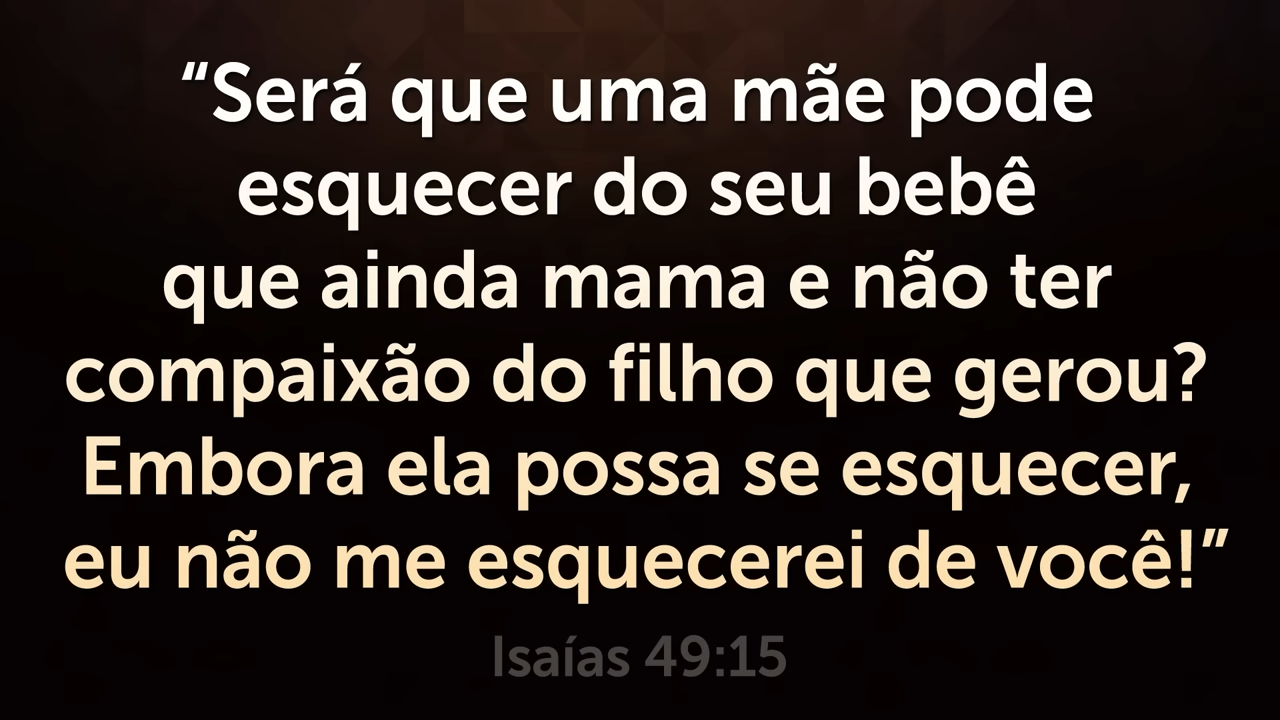 “Será que uma mãe pode
esquecer do seu bebê
que ainda mama e não ter
compaixão do filho que gerou?
Embora ela possa se esquecer,
eu não me esquecerei de você!”
Isaías 49:15